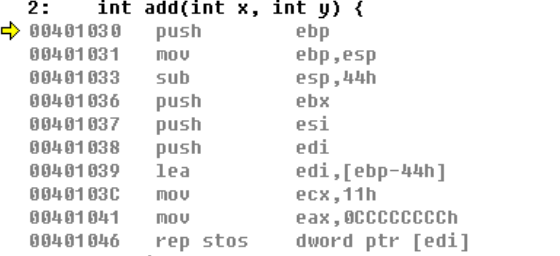 2:    int add(int x, int y) {
00401030   push        ebp
00401031   mov         ebp,esp
00401033   sub         esp,44h
00401036   push        ebx
00401037   push        esi
00401038   push        edi
00401039   lea         edi,[ebp-44h]
0040103C   mov         ecx,11h
00401041   mov         eax,0CCCCCCCCh
00401046   rep stos    dword ptr [edi]